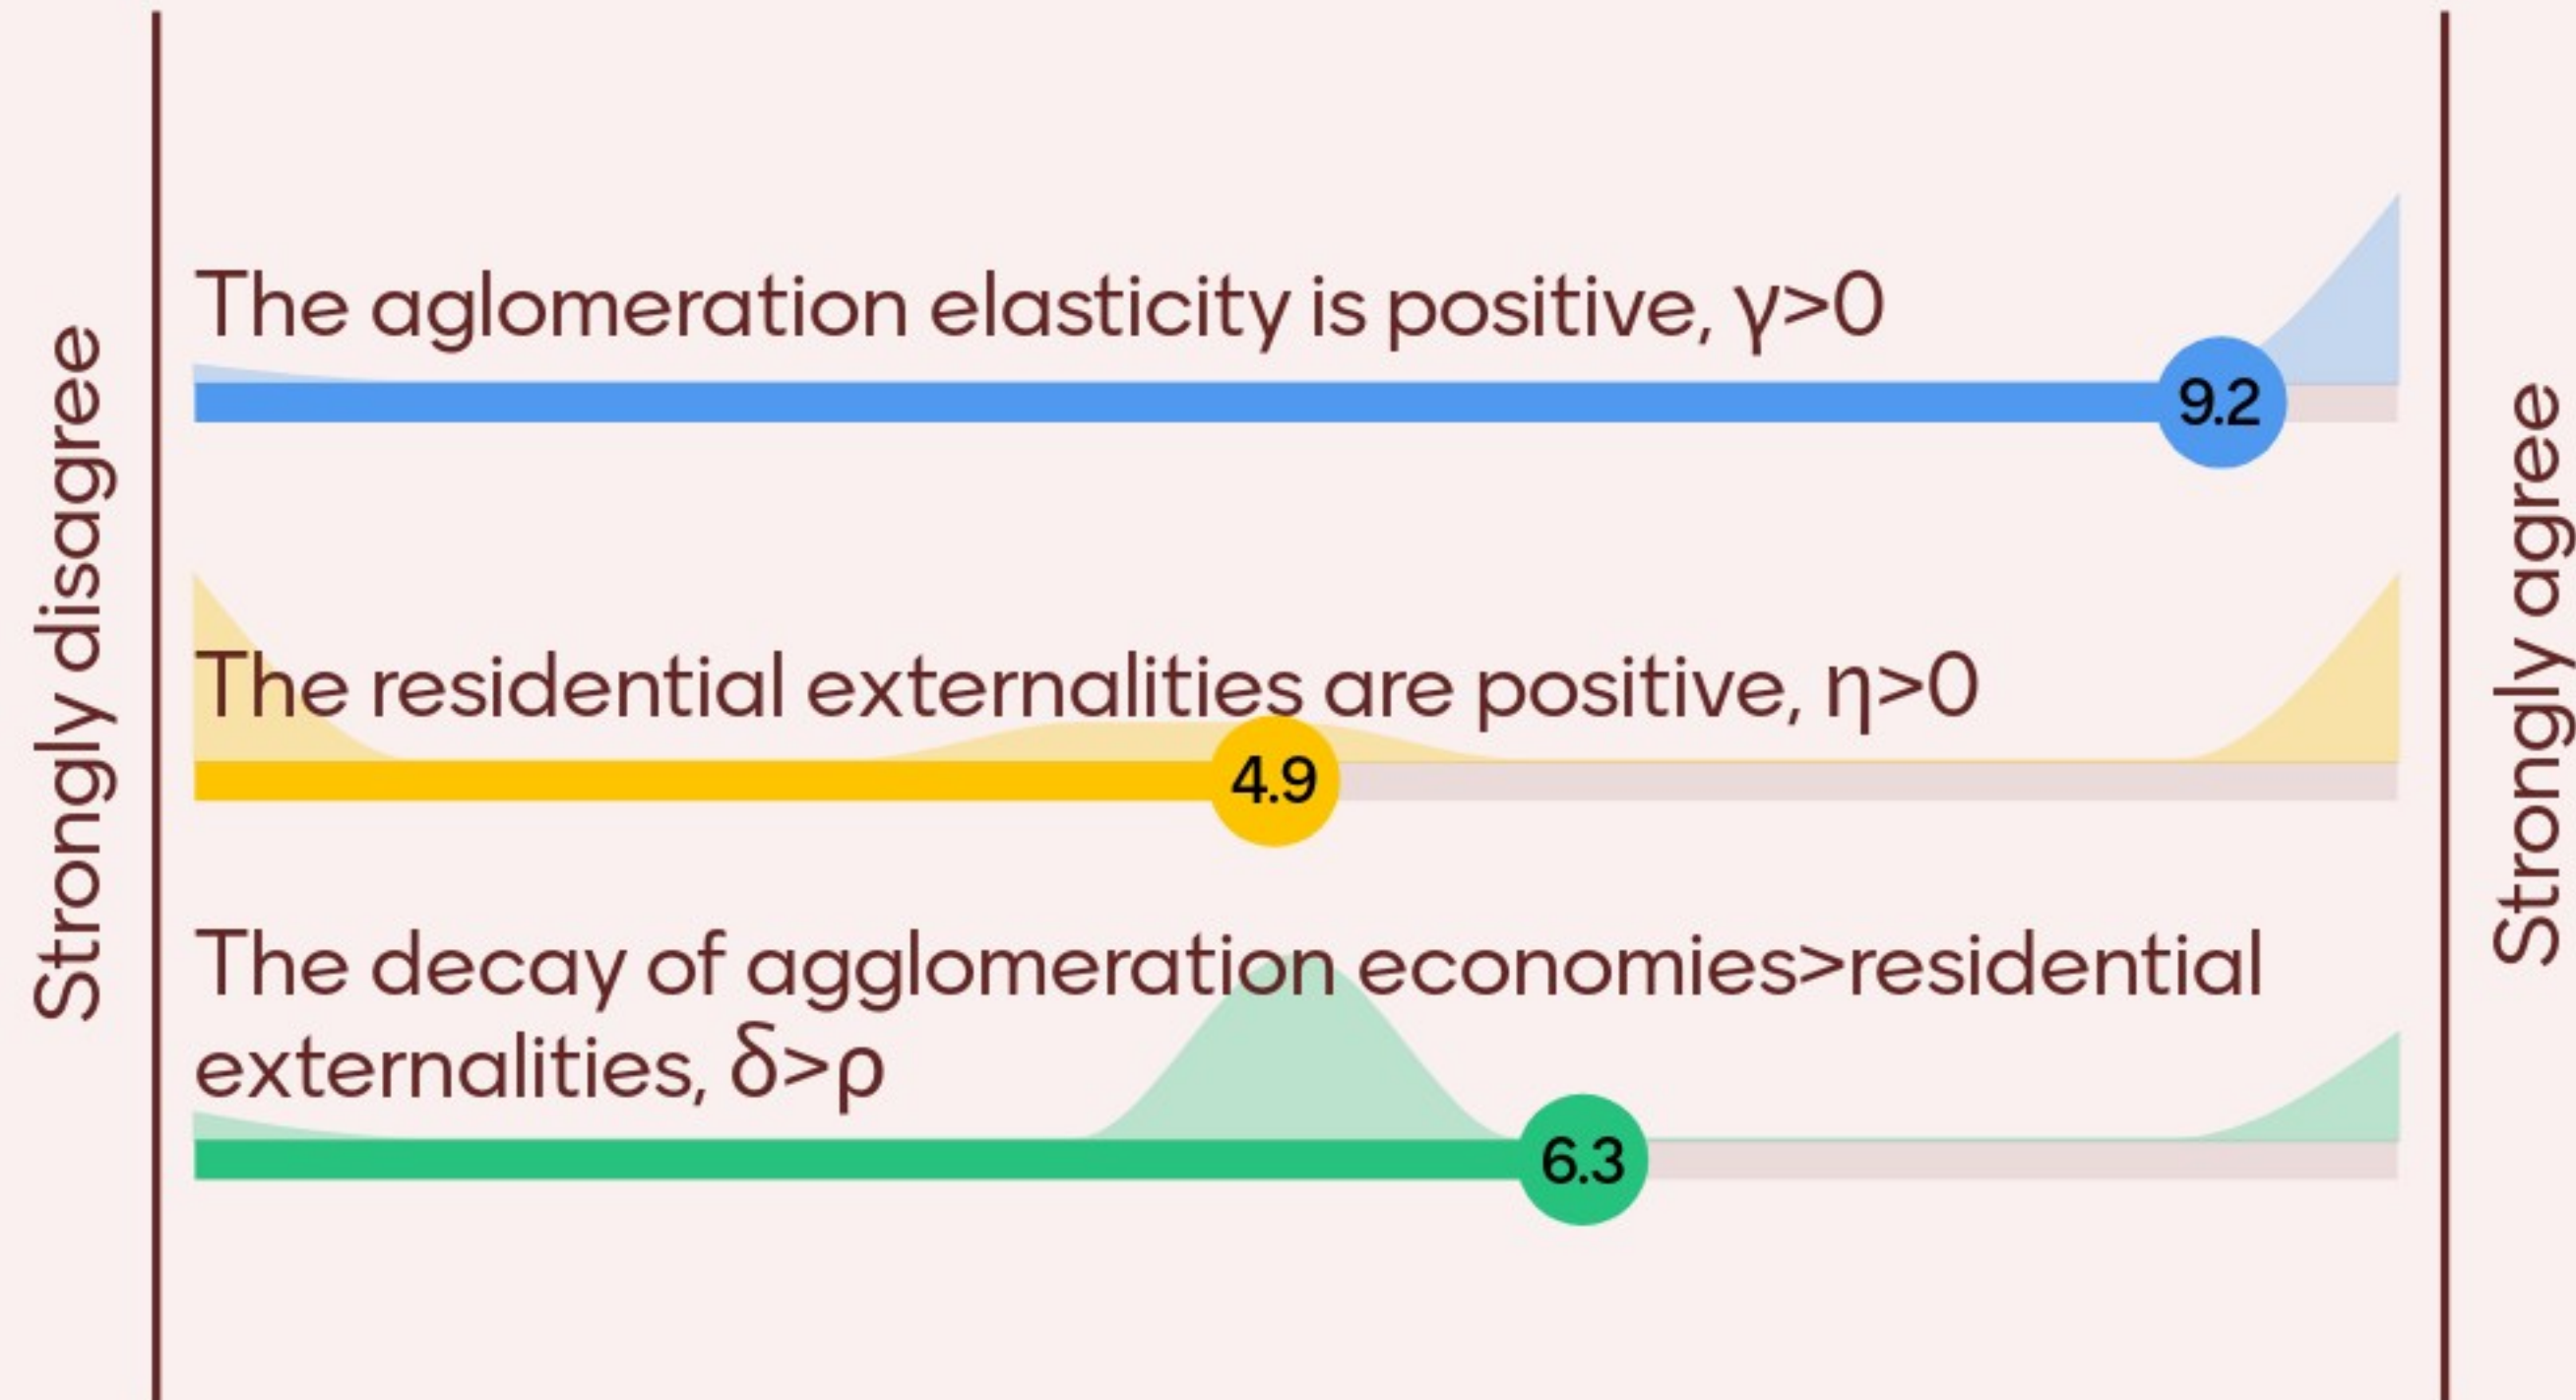 Strongly disagree
The aglomeration elasticity is positive, γ>0
9.2
The residential externalities are positive, η>0
4.9
The decay of agglomeration economies>residential
externalities, δ>ρ
6.3
Strongly agree